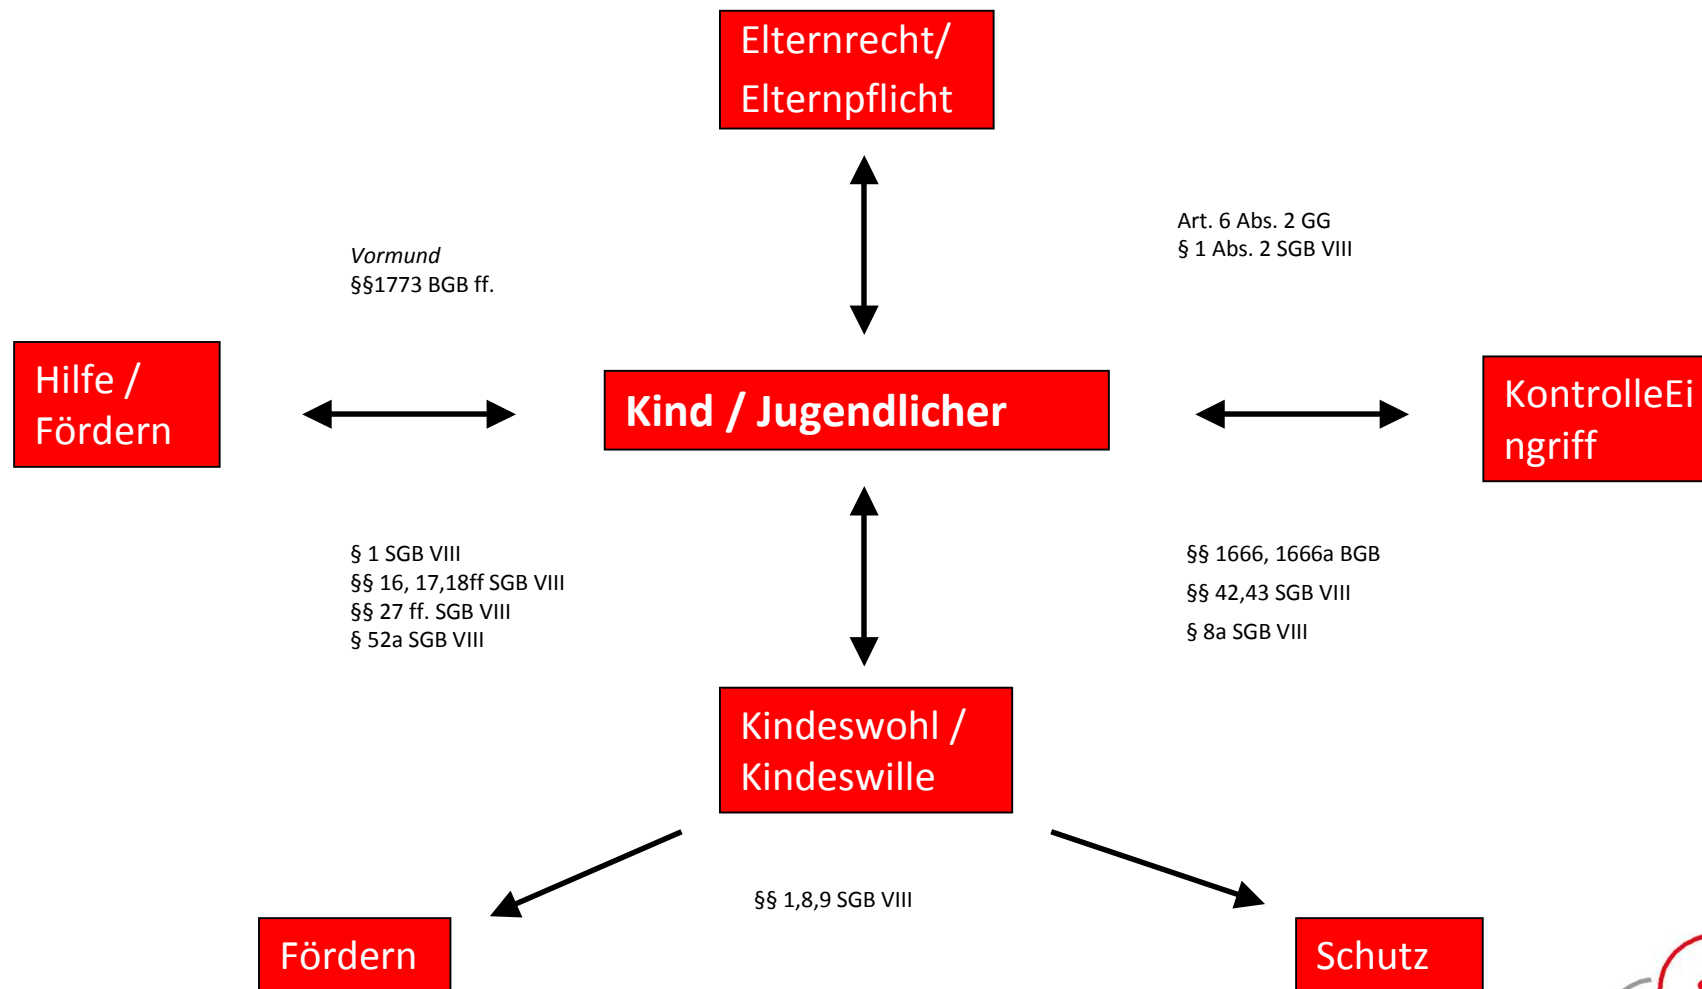 Elternrecht/
Elternpflicht
Art. 6 Abs. 2 GG
§ 1 Abs. 2 SGB VIII
Vormund
§§1773 BGB ff.
Hilfe /
Fördern
Kind / Jugendlicher
KontrolleEi
ngriff
§ 1 SGB VIII
§§ 16, 17,18ff SGB VIII
§§ 27 ff. SGB VIII
§ 52a SGB VIII
§§ 1666, 1666a BGB
§§ 42,43 SGB VIII
§ 8a SGB VIII
Kindeswohl /
Kindeswille
§§ 1,8,9 SGB VIII
Fördern
Schutz